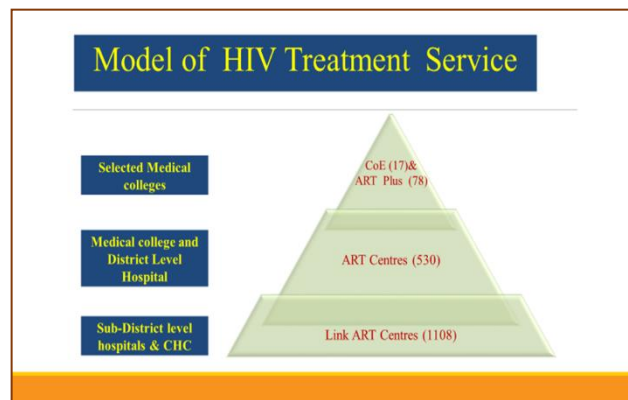 Model of HIV Treatment Service
Selected Medical
colleges
CoE (17)&
ART Plus (78)
Medical college and
District Level
Hospital
ART Centres (530)
Sub-District level
hospitals & CHC
Link ART Centres (1108)